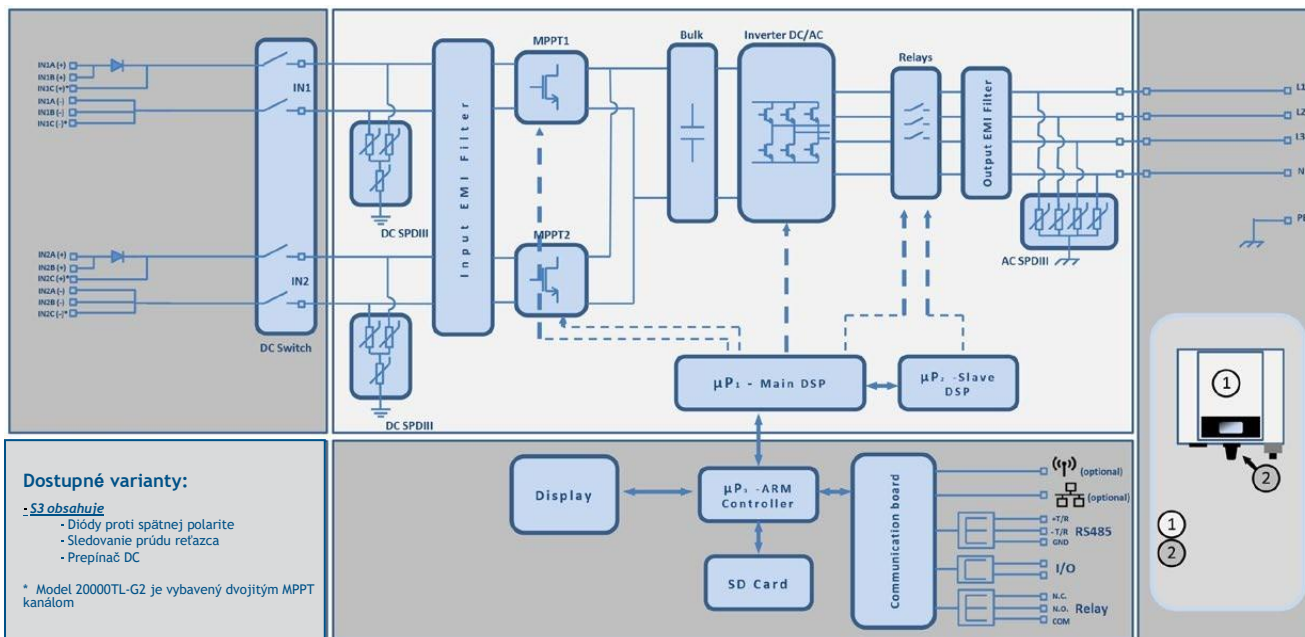 IN1A (+)
IN1B (+)
IN1C (+)*
IN1A (-)
IN1B (-)
IN1C (-)*
IN2A (+)
IN2B (+)
IN2C (+)*
IN2A (-)
IN2B (-)
IN2C (-)*
IN1
IN2
DC Switch
DC SPDIII
DC SPDIII
Input EMI Filter
MPPT1
MPPT2
Bulk
Inverter DC/AC
Relays
Output EMI Filter
AC SPDIII
L1
L2
L3
N
µP1 - Main DSP
µP2 -Slave
DSP
1
2
1
2
Dostupné varianty:
- S3 obsahuje
- Diódy proti spätnej polarite
- Sledovanie prúdu reťazca
- Prepínač DC
* Model 20000TL-G2 je vybavený dvojitým MPPT
kanálom
Display
µP3 -ARM
Controller
SD Card
Communication board
(optional)
(optional)
+T/R
-T/R
GND
RS485
I/O
N.C.
N.O.
COM
Relay